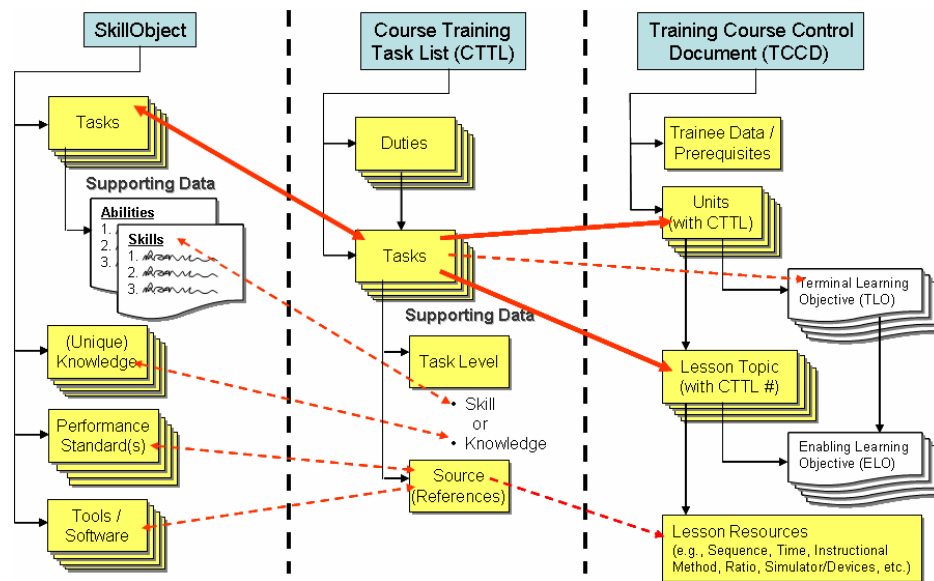 SkillObject
Tasks
Supporting Data
Abilities
1.
2.
3.
Skills
1.
2.
3.
(Unique)
Knowledge
Performance
Standard(s)
Tools /
Software
Course Training
Task List (CTTL)
Duties
Tasks
Supporting Data
Task Level
• Skill
or
• Knowledge
Source
(References)
Training Course Control
Document (TCCD)
Trainee Data /
Prerequisites
Units
(with CTTL)
Terminal Learning
Objective (TLO)
Lesson Topic
(with CTTL #)
Enabling Learning
Objective (ELO)
Lesson Resources
(e.g., Sequence, Time, Instructional
Method, Ratio, Simulator/Devices, etc.)